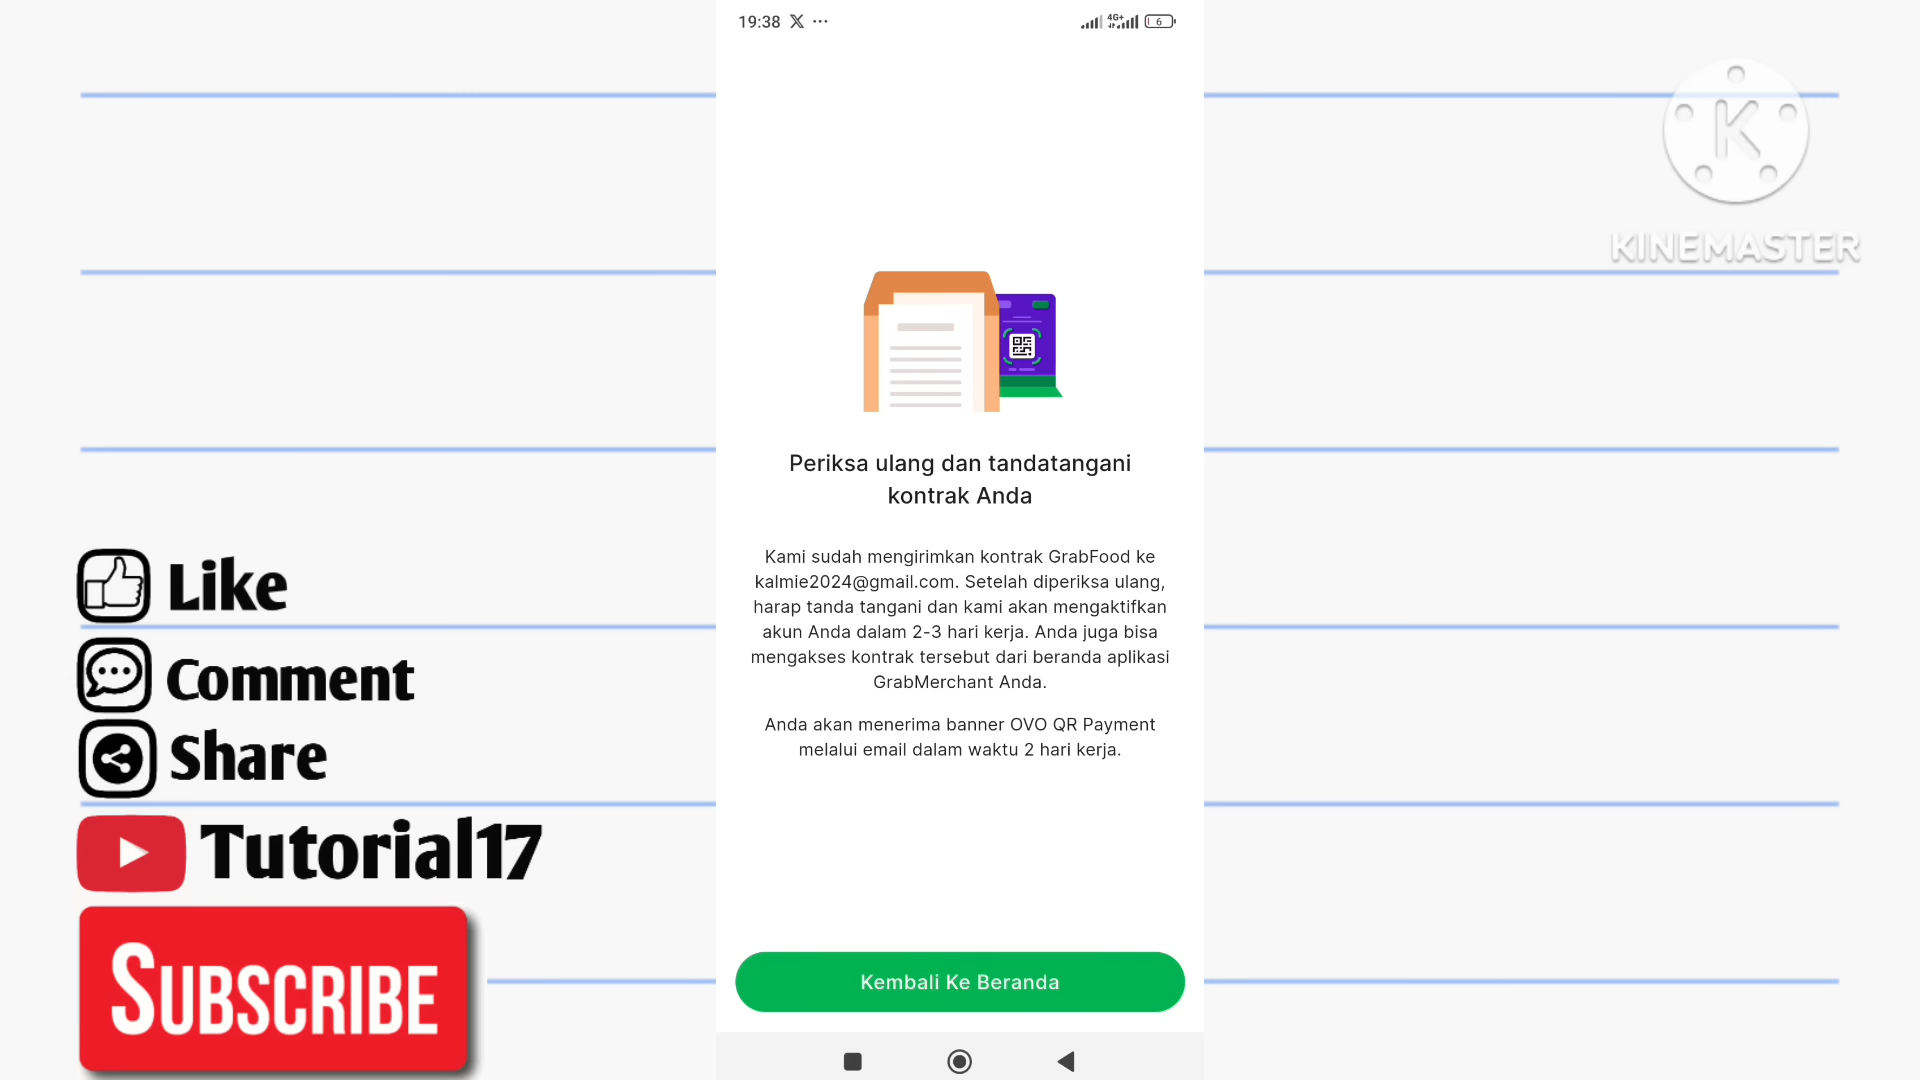 19:38
4G+
6
K
KINEMASTER
Periksa ulang dan tandatangani
kontrak Anda
Kami sudah mengirimkan kontrak GrabFood ke
kalmie2024@gmail.com. Setelah diperiksa ulang,
harap tanda tangani dan kami akan mengaktifkan
akun Anda dalam 2-3 hari kerja. Anda juga bisa
mengakses kontrak tersebut dari beranda aplikasi
GrabMerchant Anda.
Anda akan menerima banner OVO QR Payment
melalui email dalam waktu 2 hari kerja.
Kembali Ke Beranda
Like
Comment
Share
Tutorial17
SUBSCRIBE